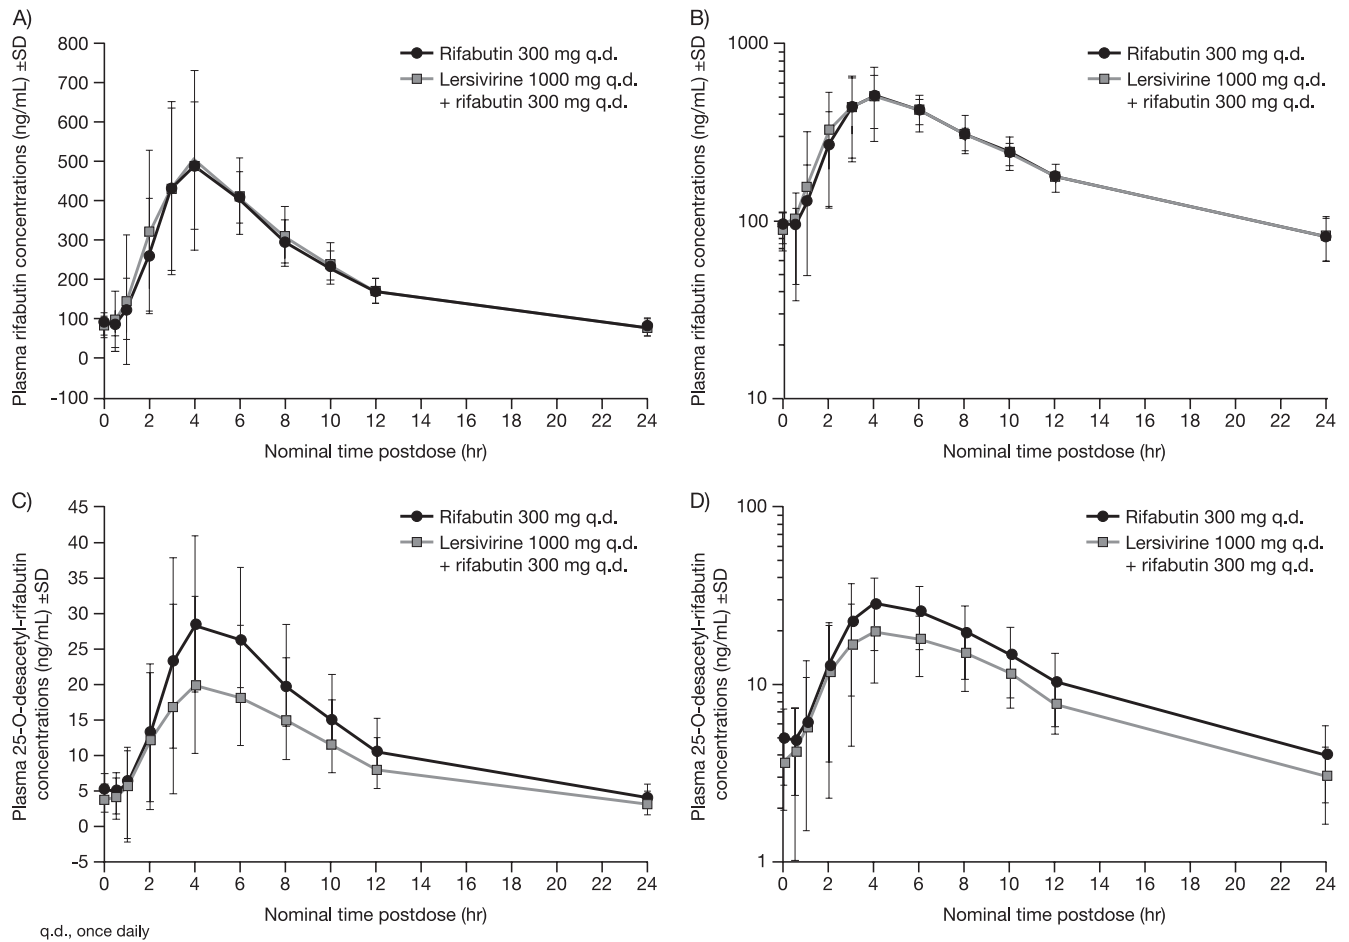 A)
Plasma rifabutin concentrations (ng/mL) ±SD
800
700
600
500
400
300
200
100
0
-100
0 2 4 6 8 10 12 14 16 18 20 22 24
Nominal time postdose (hr)
Rifabutin 300 mg q.d.
Lersivirine 1000 mg q.d.
+ rifabutin 300 mg q.d.
B)
Plasma rifabutin concentrations (ng/mL) ±SD
1000
100
10
0 2 4 6 8 10 12 14 16 18 20 22 24
Nominal time postdose (hr)
Rifabutin 300 mg q.d.
Lersivirine 1000 mg q.d.
+ rifabutin 300 mg q.d.
C)
Plasma 25-O-desacetyl-rifabutin
concentrations (ng/mL) ±SD
45
40
35
30
25
20
15
10
5
0
-5
0 2 4 6 8 10 12 14 16 18 20 22 24
Nominal time postdose (hr)
Rifabutin 300 mg q.d.
Lersivirine 1000 mg q.d.
+ rifabutin 300 mg q.d.
D)
Plasma 25-O-desacetyl-rifabutin
concentrations (ng/mL) ±SD
100
10
1
0 2 4 6 8 10 12 14 16 18 20 22 24
Nominal time postdose (hr)
Rifabutin 300 mg q.d.
Lersivirine 1000 mg q.d.
+ rifabutin 300 mg q.d.
q.d., once daily